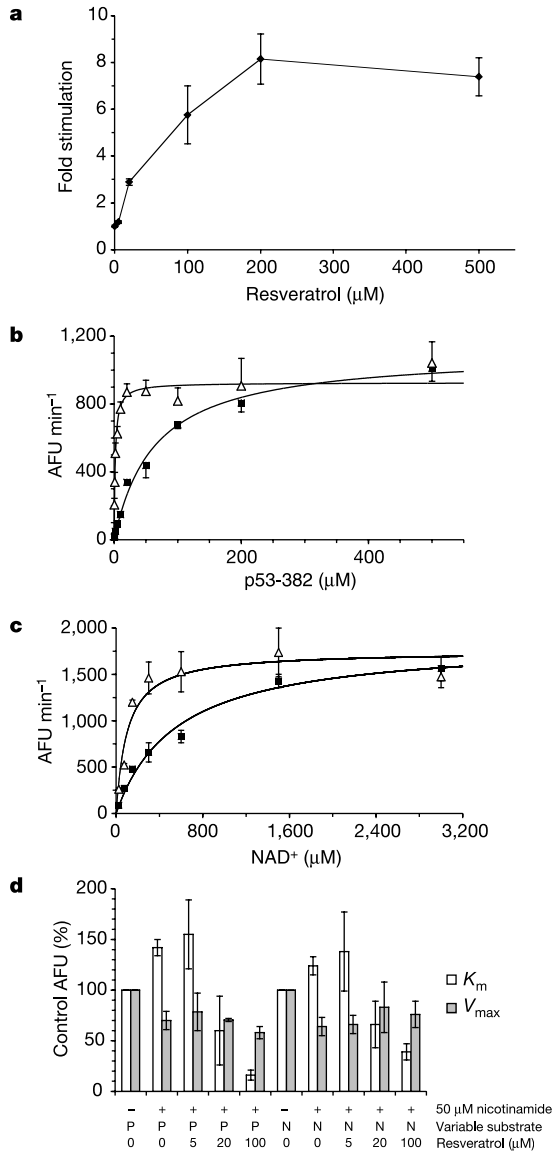 a
10
8
6
4
2
0
Fold stimulation
0 100 200 300 400 500
Resveratrol (μM)
b
1,200
800
400
0
AFU min⁻¹
0 200 400
p53-382 (μM)
c
2,000
1,500
1,000
500
0
AFU min⁻¹
0 800 1,600 2,400 3,200
NAD⁺ (μM)
d
200
150
100
50
0
Control AFU (%)
Km
Vmax
– + + + + – + + + + 50 μM nicotinamide
P P P P P N N N N N Variable substrate
0 0 5 20 100 0 0 5 20 100 Resveratrol (μM)